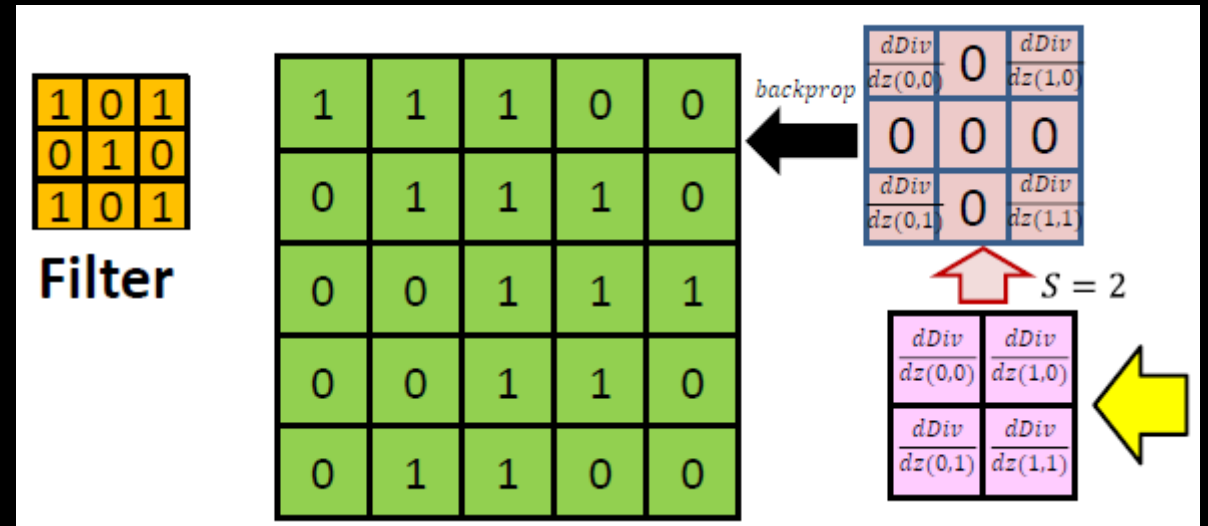 1 0 1
0 1 0
1 0 1
Filter
1 1 1 0 0
0 1 1 1 0
0 0 1 1 1
0 0 1 1 0
0 1 1 0 0
backprop
dDiv/dz(0,0) 0 dDiv/dz(1,0)
0 0 0
dDiv/dz(0,1) 0 dDiv/dz(1,1)
S = 2
dDiv/dz(0,0) dDiv/dz(1,0)
dDiv/dz(0,1) dDiv/dz(1,1)